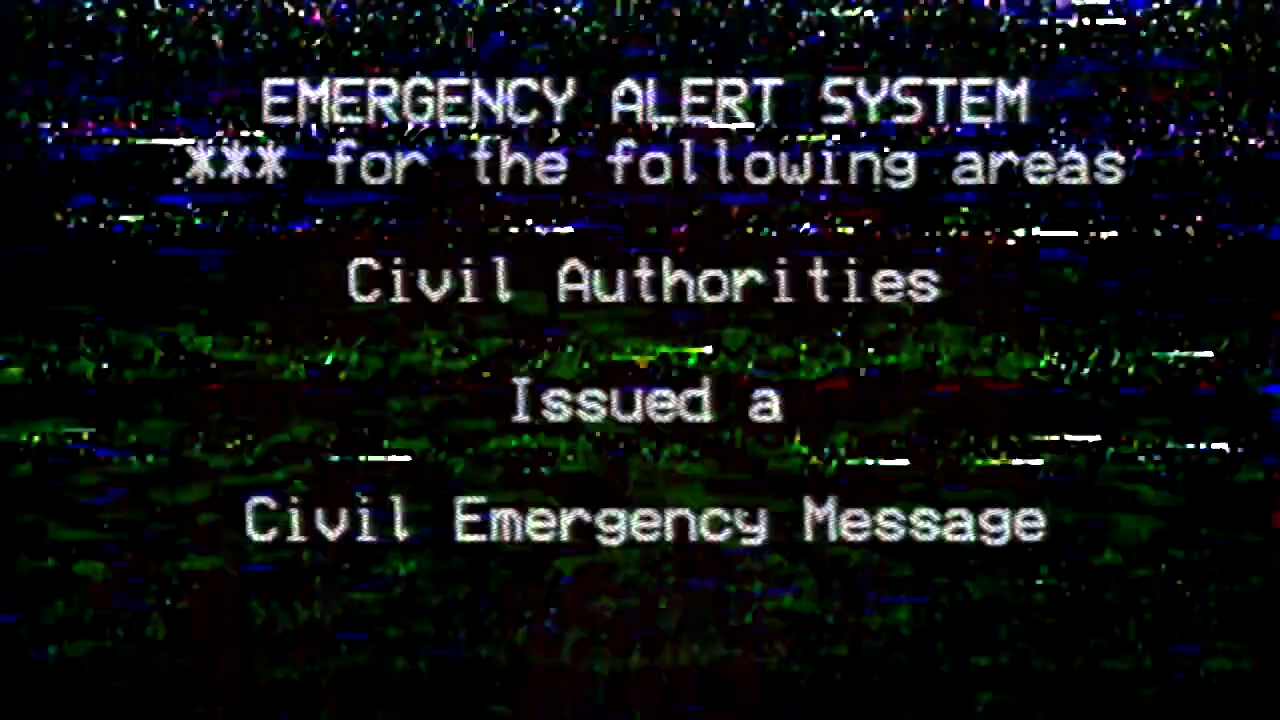 EMERGENCY ALERT SYSTEM
.*** for the following areas
Civil Authorities
Issued a
Civil Emergency Message